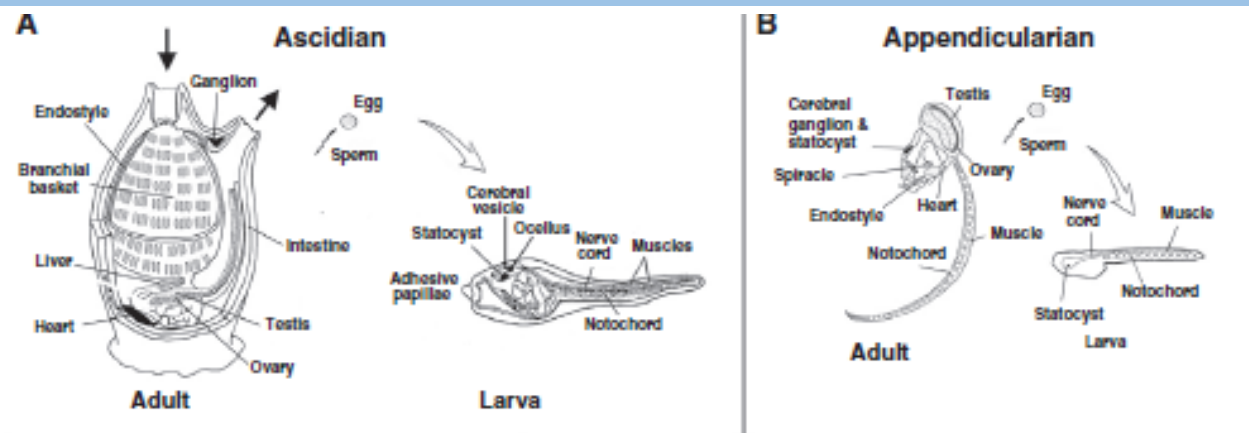 A
Ascidian
Ganglion
Endostyle
Egg
Sperm
Branchial
basket
Cerebral
vesicle
Statocyst
Ocellus
Nerve
cord
Muscles
Intestine
Liver
Adhesive
papillae
Heart
Testis
Notochord
Ovary
Adult
Larva
B
Appendicularian
Testis
Egg
Cerebral
ganglion &
statocyst
Sperm
Spiracle
Ovary
Endostyle
Heart
Nerve
cord
Muscle
Muscle
Notochord
Notochord
Statocyst
Larva
Adult